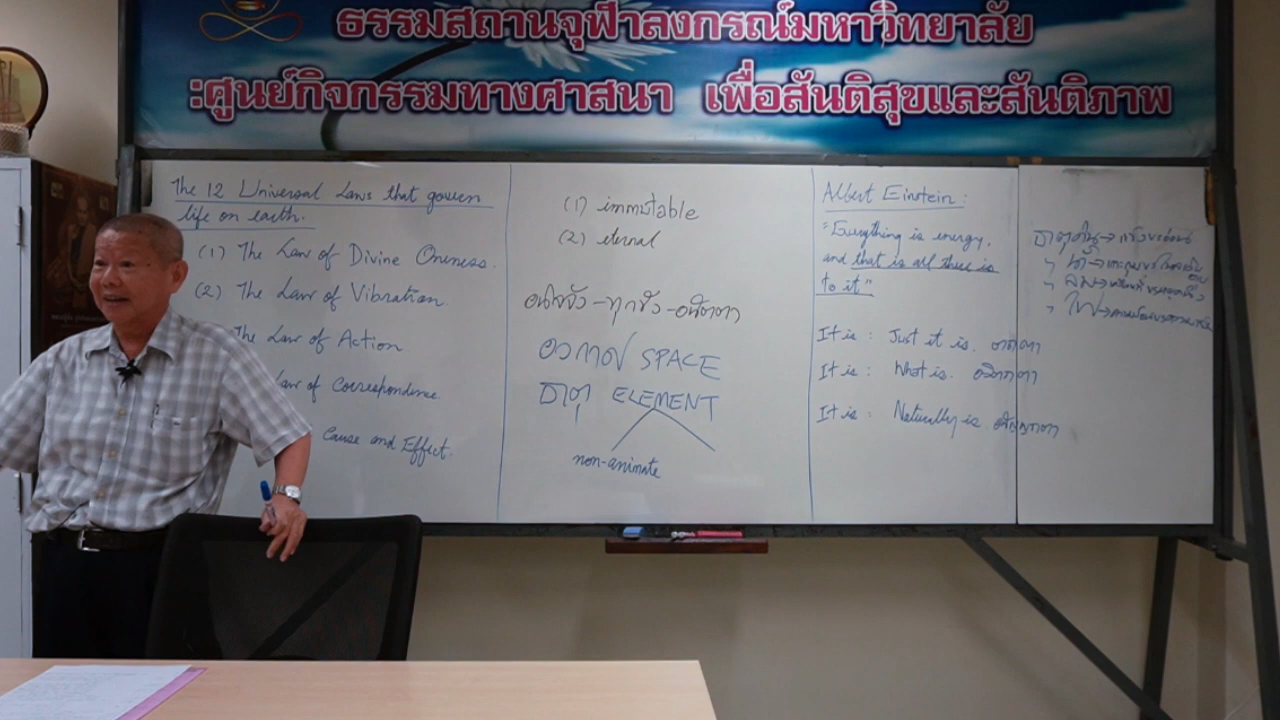 ธรรมสถานจุฬาลงกรณ์มหาวิทยาลัย
:ศูนย์กิจกรรมทางศาสนา เพื่อสันติสุขและสันติภาพ
The 12 Universal Laws that govern
life on earth.
(1) The Law of Divine Oneness.
(2) The Law of Vibration.
The Law of Action
Law of Correspondence
Cause and Effect.
(1) immutable
(2) eternal
อนิจจัง-ทุกขัง-อนัตตา
อวกาศ SPACE
ธาตุ ELEMENT
non-animate
Albert Einstein:
"Everything is energy,
and that is all there is
to it"
It is: Just it is.
It is: What is.
It is: Naturally is.
ธาตุดิน→